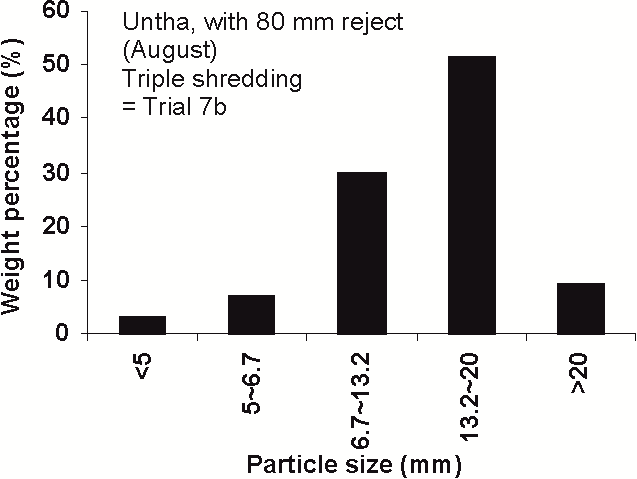 Untha, with 80 mm reject
(August)
Triple shredding
= Trial 7b
Weight percentage (%)
60
50
40
30
20
10
0
<5
5~6.7
6.7~13.2
13.2~20
>20
Particle size (mm)